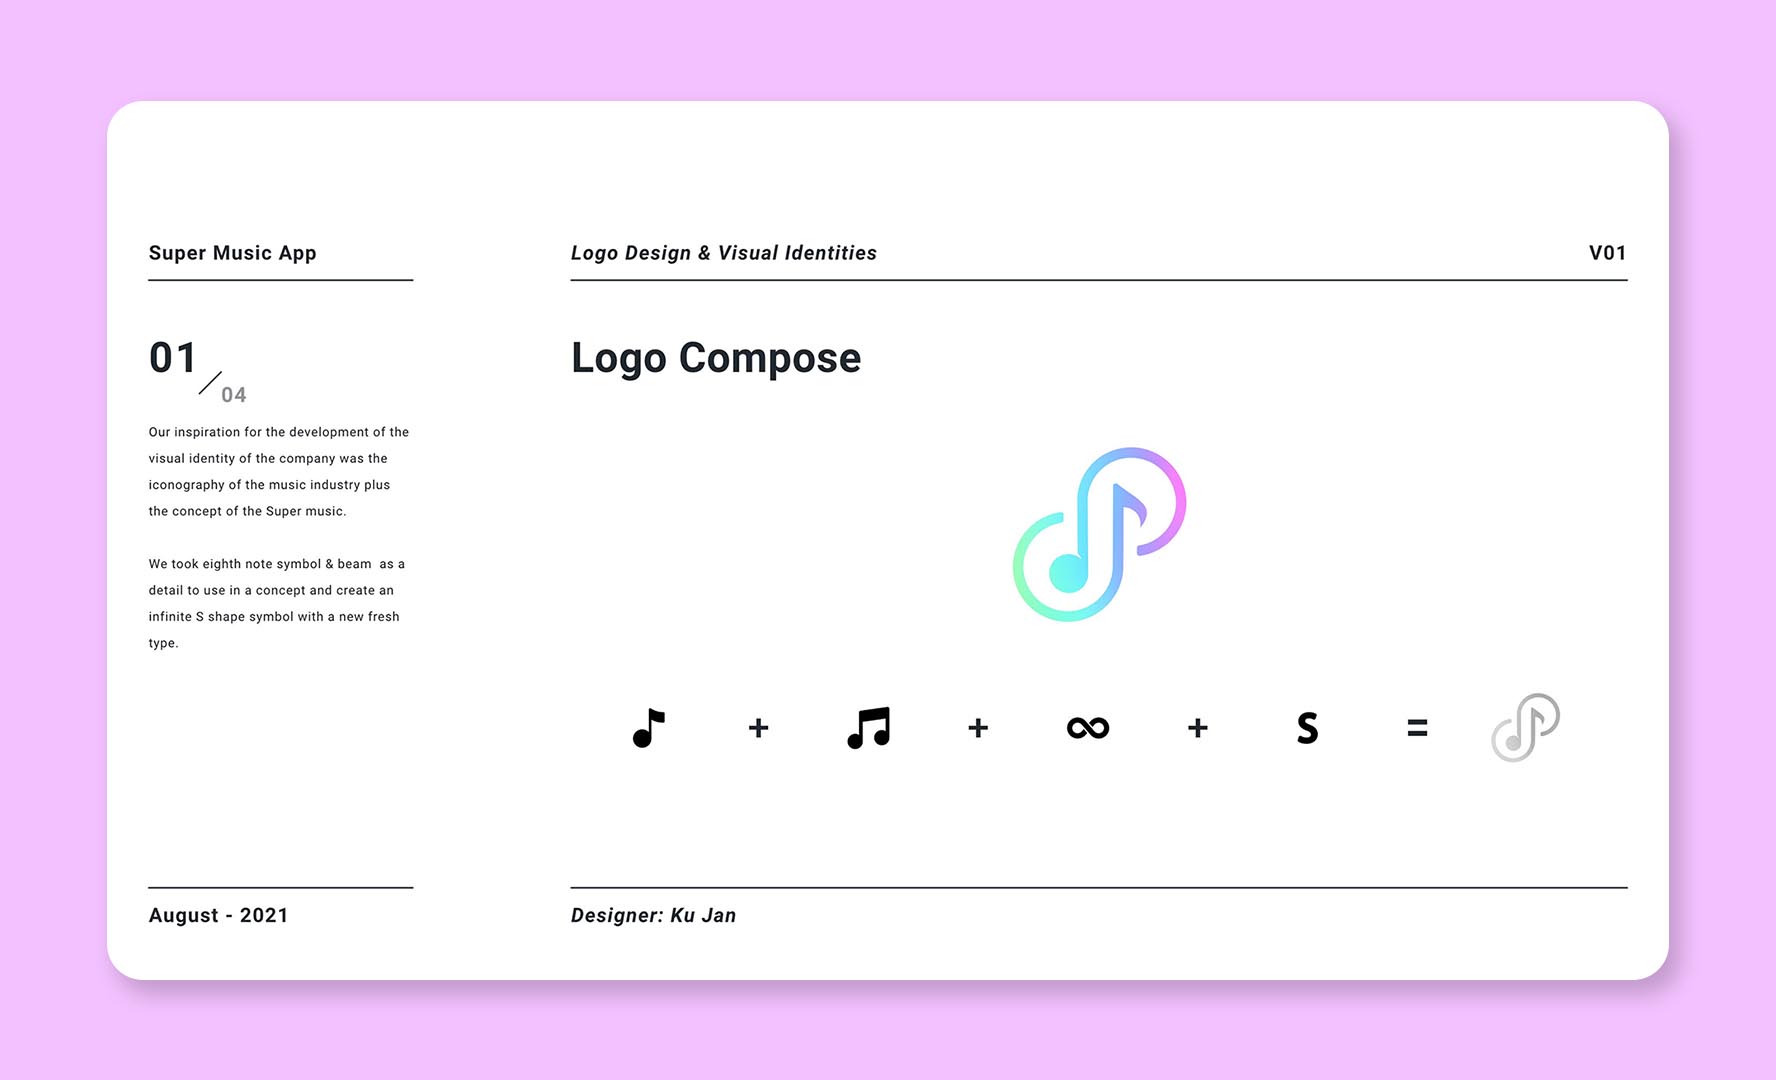 Super Music App
Logo Design & Visual Identities
V01
01
04
Logo Compose
Our inspiration for the development of the
visual identity of the company was the
iconography of the music industry plus
the concept of the Super music.
We took eighth note symbol & beam as a
detail to use in a concept and create an
infinite S shape symbol with a new fresh
type.
+ + ∞ + S =
August - 2021
Designer: Ku Jan